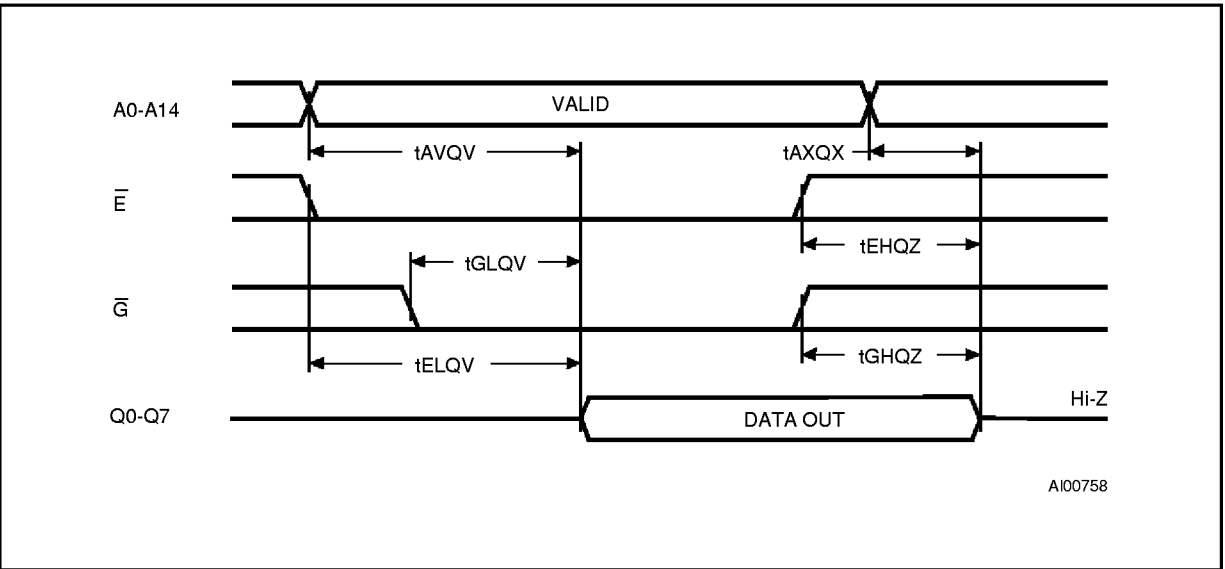 A0-A14
VALID
tAVQV
tAXQX
E̅
tEHQZ
tGLQV
G̅
tELQV
tGHQZ
Q0-Q7
DATA OUT
Hi-Z
AI00758